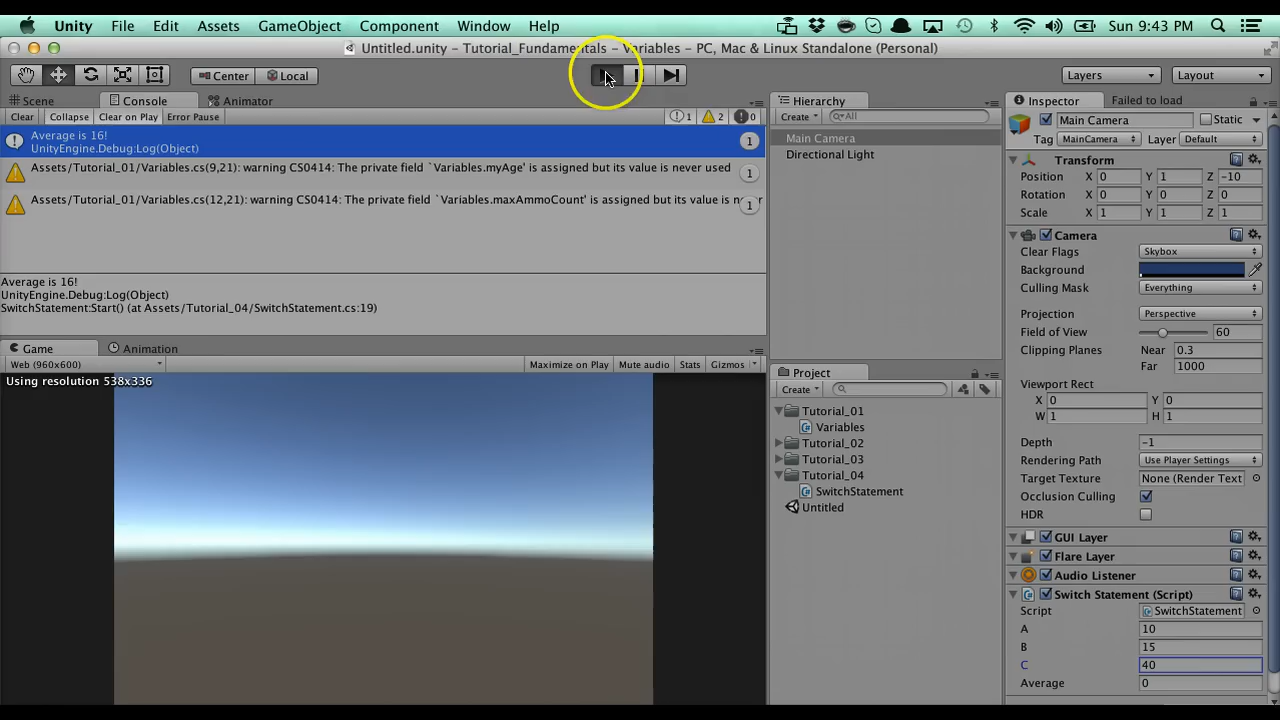 Unity File Edit Assets GameObject Component Window Help Sun 9:43 PM
Untitled.unity – Tutorial_Fundamentals – Variables – PC, Mac & Linux Standalone (Personal)
Center Local Layers Layout
Scene Console Animator
Clear Collapse Clear on Play Error Pause 1 2 0
Average is 16!
UnityEngine.Debug:Log(Object)
1
Assets/Tutorial_01/Variables.cs(9,21): warning CS0414: The private field `Variables.myAge' is assigned but its value is never used
1
Assets/Tutorial_01/Variables.cs(12,21): warning CS0414: The private field `Variables.maxAmmoCount' is assigned but its value is
1
Average is 16!
UnityEngine.Debug:Log(Object)
SwitchStatement:Start() (at Assets/Tutorial_04/SwitchStatement.cs:19)
Game Animation
Web (960x600) Maximize on Play Mute audio Stats Gizmos
Using resolution 538x336
Hierarchy
Create All
Main Camera
Directional Light
Project
Create
Tutorial_01
Variables
Tutorial_02
Tutorial_03
Tutorial_04
SwitchStatement
Untitled
Inspector Failed to load
Main Camera Static
Tag MainCamera Layer Default
Transform
Position X 0 Y 1 Z -10
Rotation X 0 Y 0 Z 0
Scale X 1 Y 1 Z 1
Camera
Clear Flags Skybox
Background
Culling Mask Everything
Projection Perspective
Field of View 60
Clipping Planes Near 0.3
Far 1000
Viewport Rect
X 0 Y 0
W 1 H 1
Depth -1
Rendering Path Use Player Settings
Target Texture None (Render Text
Occlusion Culling
HDR
GUI Layer
Flare Layer
Audio Listener
Switch Statement (Script)
Script SwitchStatement
A 10
B 15
C 40
Average 0